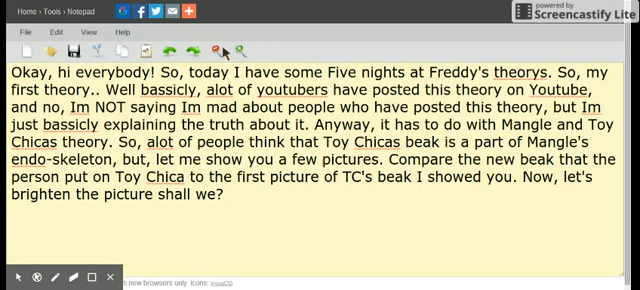 Home › Tools › Notepad
powered by
Screencastify Lite
File Edit View Help
Okay, hi everybody! So, today I have some Five nights at Freddy's theorys. So, my
first theory.. Well bassicly, alot of youtubers have posted this theory on Youtube,
and no, Im NOT saying Im mad about people who have posted this theory, but Im
just bassicly explaining the truth about it. Anyway, it has to do with Mangle and Toy
Chicas theory. So, alot of people think that Toy Chicas beak is a part of Mangle's
endo-skeleton, but, let me show you a few pictures. Compare the new beak that the
person put on Toy Chica to the first picture of TC's beak I showed you. Now, let's
brighten the picture shall we?
new browsers only. Icons: VistaICO